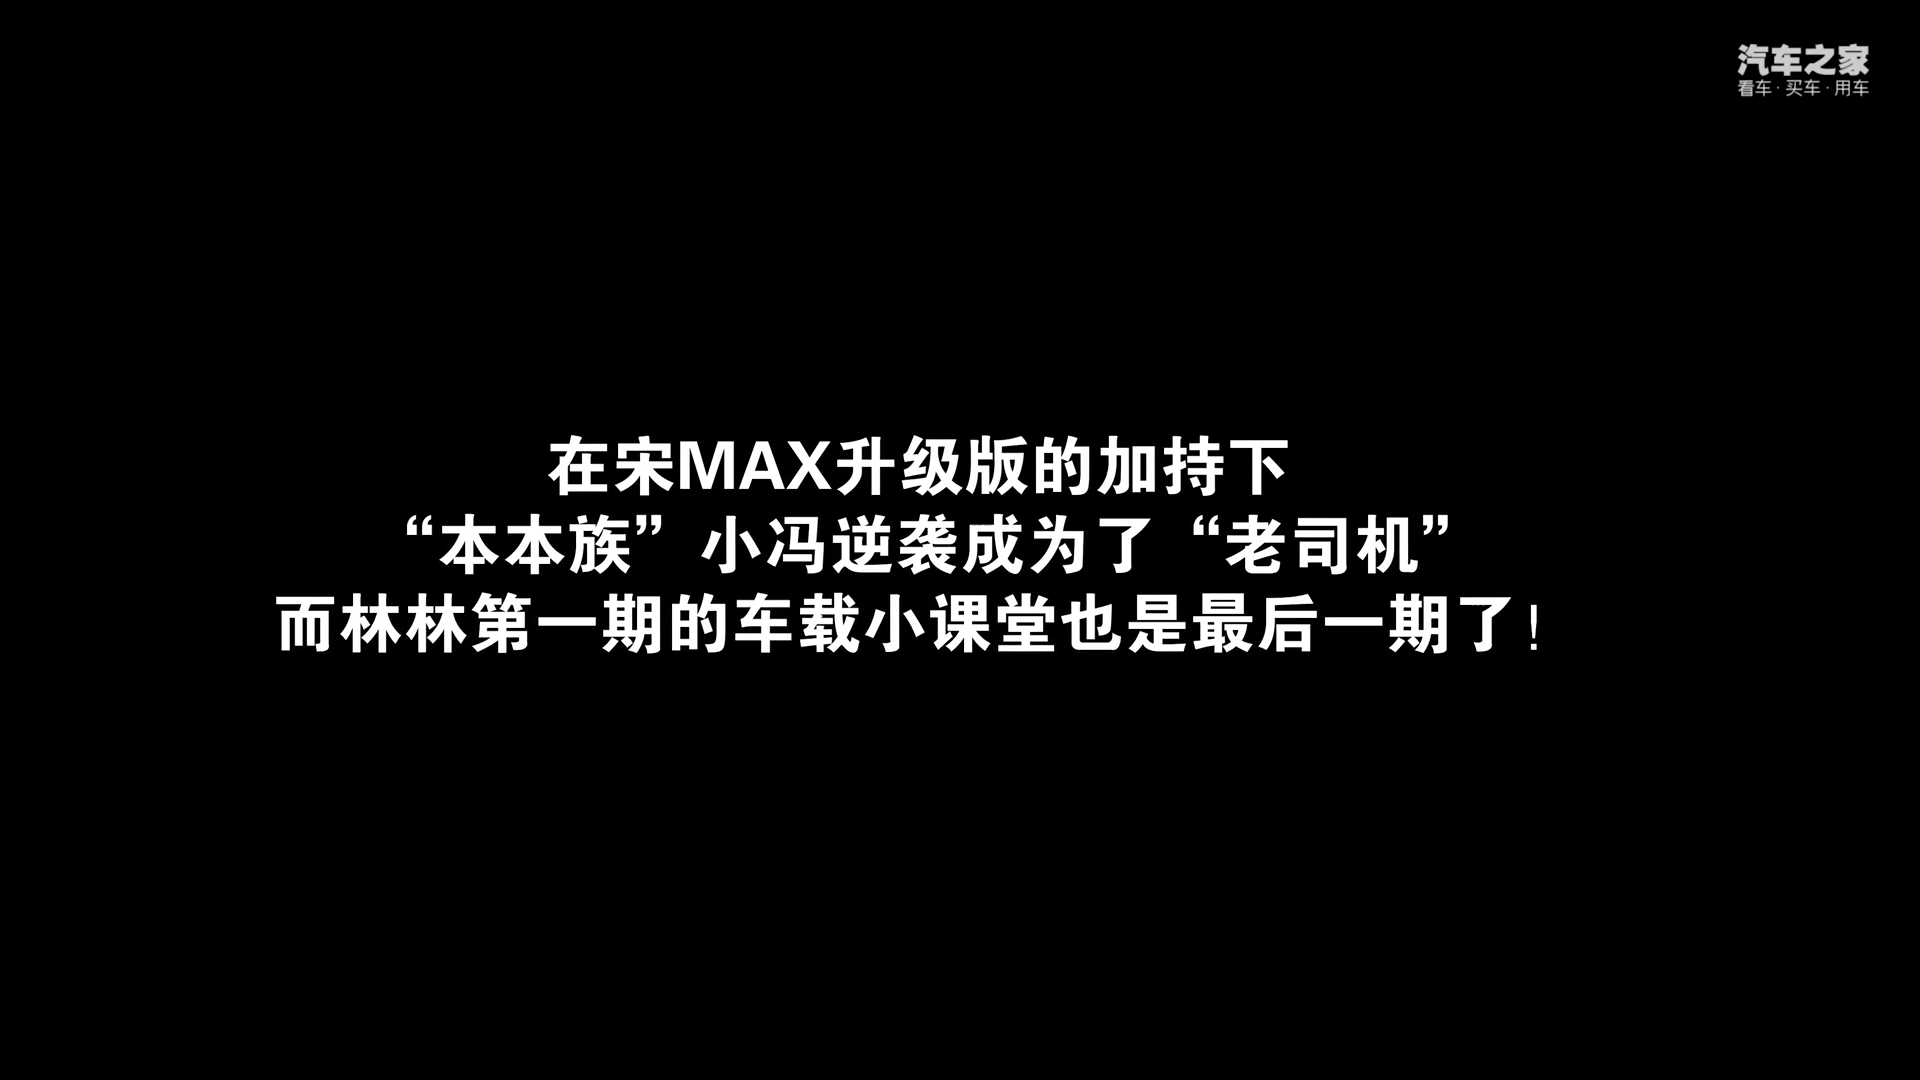 汽车之家
看车·买车·用车
在宋MAX升级版的加持下
“本本族”小冯逆袭成为了“老司机”
而林林第一期的车载小课堂也是最后一期了!